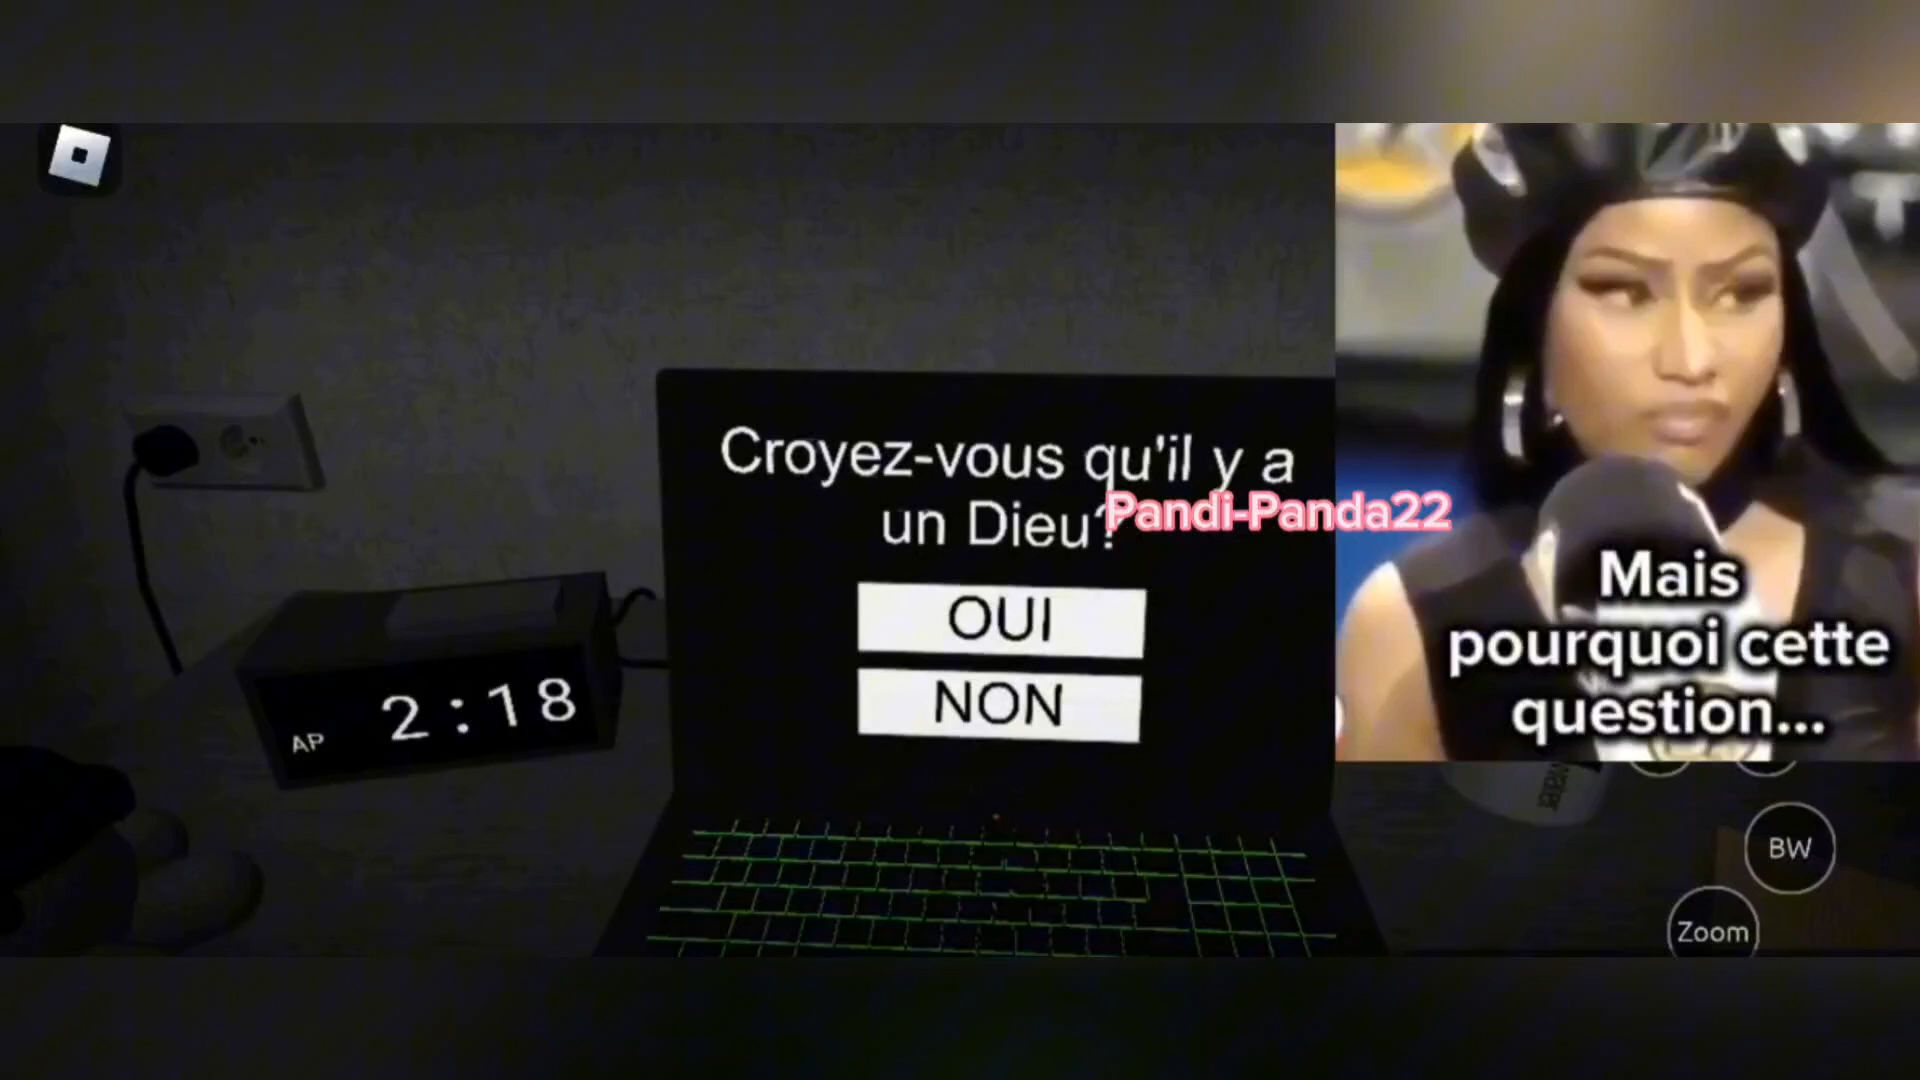 Croyez-vous qu'il y a
un Dieu?
Pandi-Panda22
OUI
NON
AP 2:18
Mais
pourquoi cette
question...
BW
Zoom